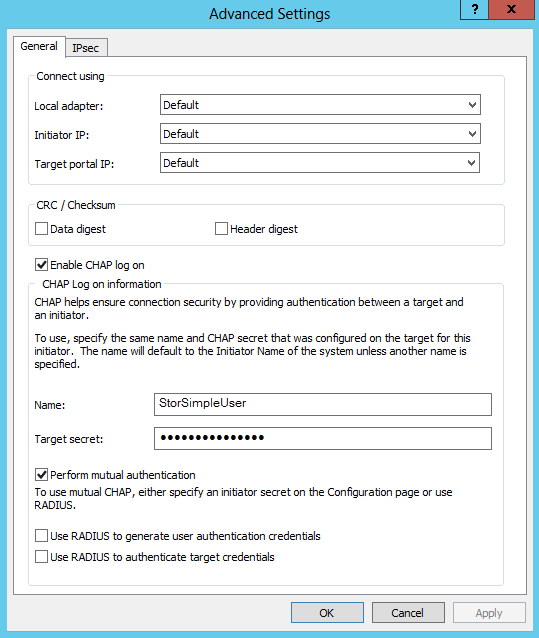 Advanced Settings
?
x
General
IPsec
Connect using
Local adapter:
Default
Initiator IP:
Default
Target portal IP:
Default
CRC / Checksum
Data digest
Header digest
Enable CHAP log on
CHAP Log on information
CHAP helps ensure connection security by providing authentication between a target and
an initiator.
To use, specify the same name and CHAP secret that was configured on the target for this
initiator. The name will default to the Initiator Name of the system unless another name is
specified.
Name:
StorSimpleUser
Target secret:
•••••••••••••••
Perform mutual authentication
To use mutual CHAP, either specify an initiator secret on the Configuration page or use
RADIUS.
Use RADIUS to generate user authentication credentials
Use RADIUS to authenticate target credentials
OK
Cancel
Apply